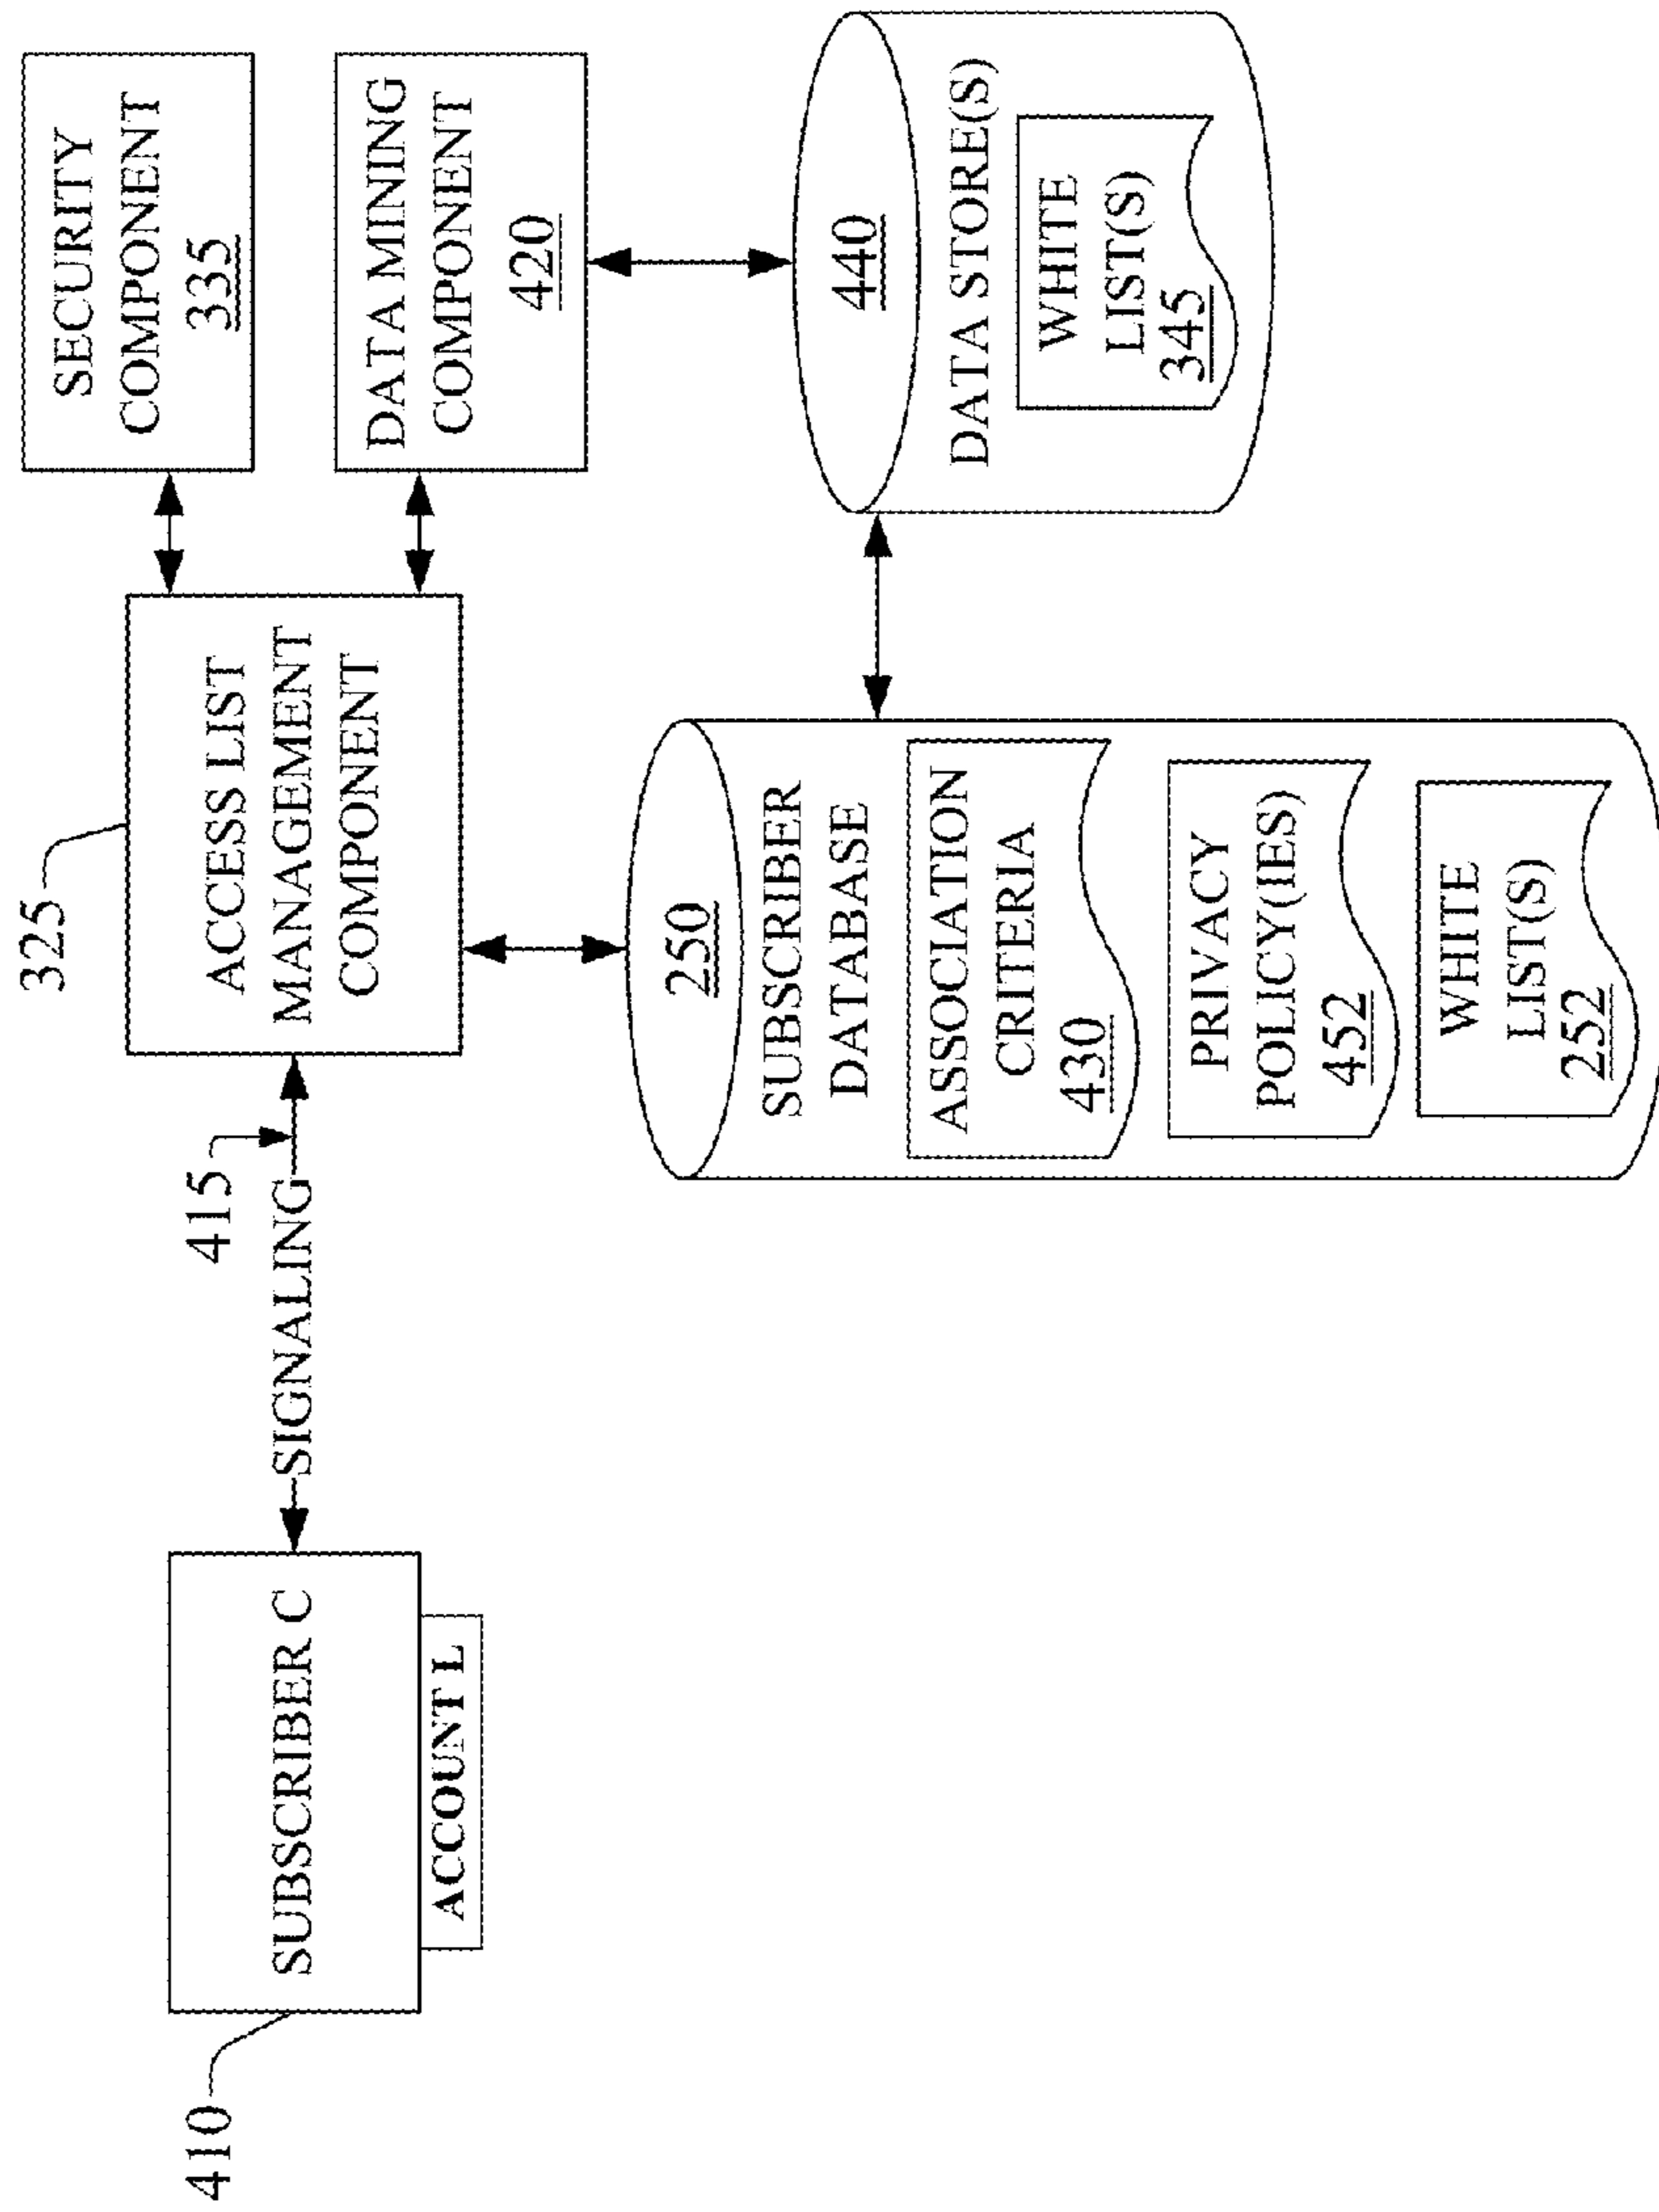 410
SUBSCRIBER C
ACCOUNT L
SIGNALING
415
325
ACCESS LIST
MANAGEMENT
COMPONENT
SECURITY
COMPONENT
335
DATA MINING
COMPONENT
420
250
SUBSCRIBER
DATABASE
ASSOCIATION
CRITERIA
430
PRIVACY
POLICY(IES)
452
WHITE
LIST(S)
252
440
DATA STORE(S)
WHITE
LIST(S)
345